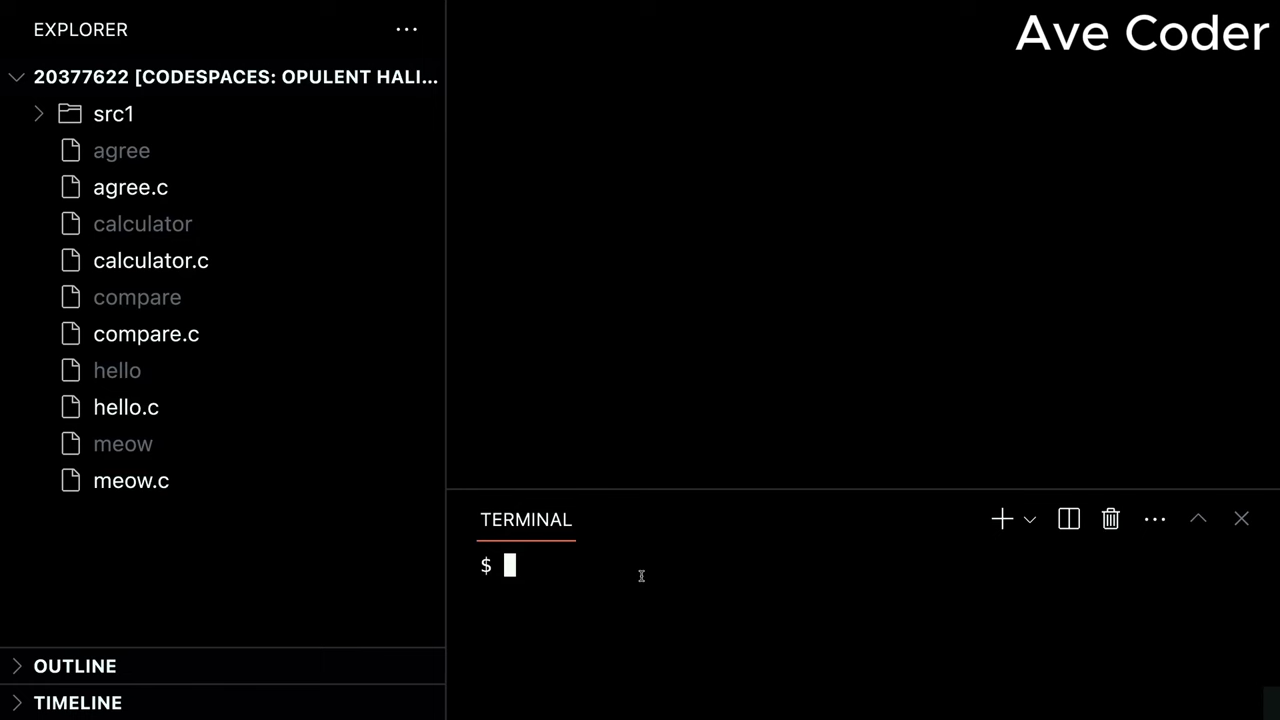 EXPLORER
Ave Coder
20377622 [CODESPACES: OPULENT HALI...
src1
agree
agree.c
calculator
calculator.c
compare
compare.c
hello
hello.c
meow
meow.c
TERMINAL
$
OUTLINE
TIMELINE